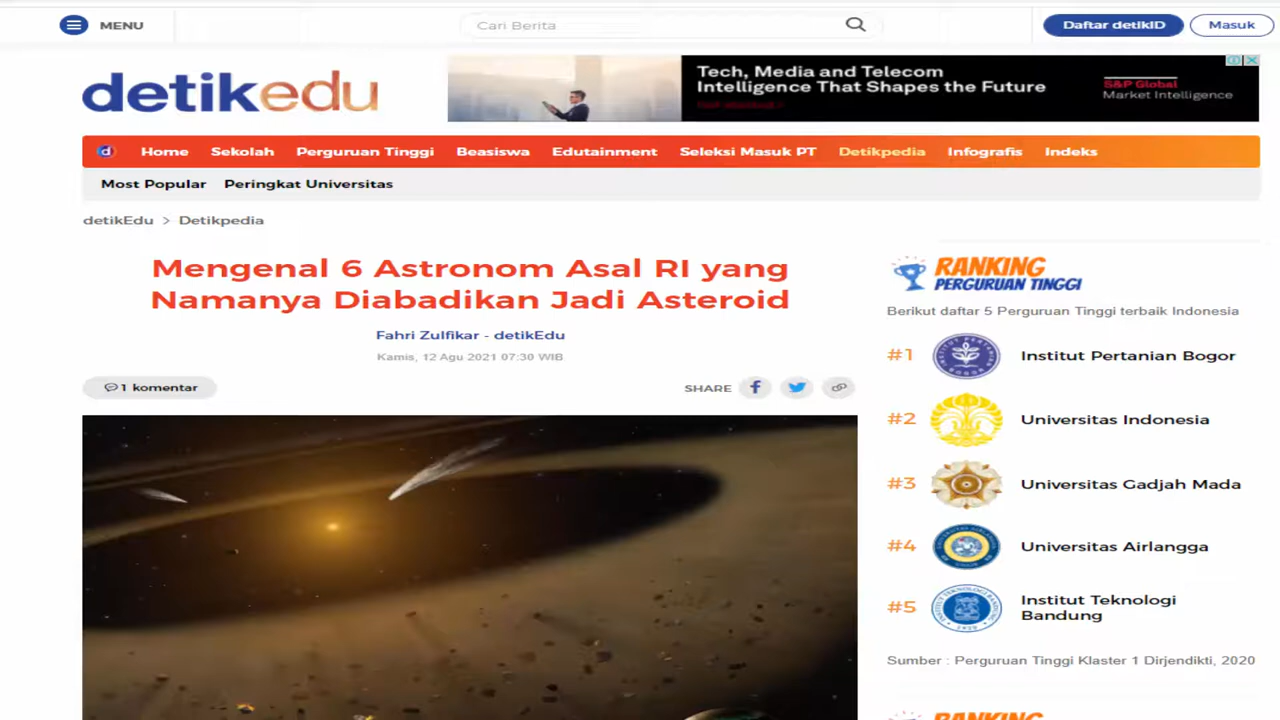 MENU
Cari Berita
Daftar detikID
Masuk
detikedu
Tech, Media and Telecom
Intelligence That Shapes the Future
S&P Global
Market Intelligence
Home Sekolah Perguruan Tinggi Beasiswa Edutainment Seleksi Masuk PT Detikpedia Infografis Indeks
Most Popular Peringkat Universitas
detikEdu > Detikpedia
Mengenal 6 Astronom Asal RI yang
Namanya Diabadikan Jadi Asteroid
Fahri Zulfikar - detikEdu
Kamis, 12 Agu 2021 07:30 WIB
1 komentar
SHARE
RANKING
PERGURUAN TINGGI
Berikut daftar 5 Perguruan Tinggi terbaik Indonesia
#1 Institut Pertanian Bogor
#2 Universitas Indonesia
#3 Universitas Gadjah Mada
#4 Universitas Airlangga
#5 Institut Teknologi
Bandung
Sumber : Perguruan Tinggi Klaster 1 Dirjendikti, 2020
RANKING